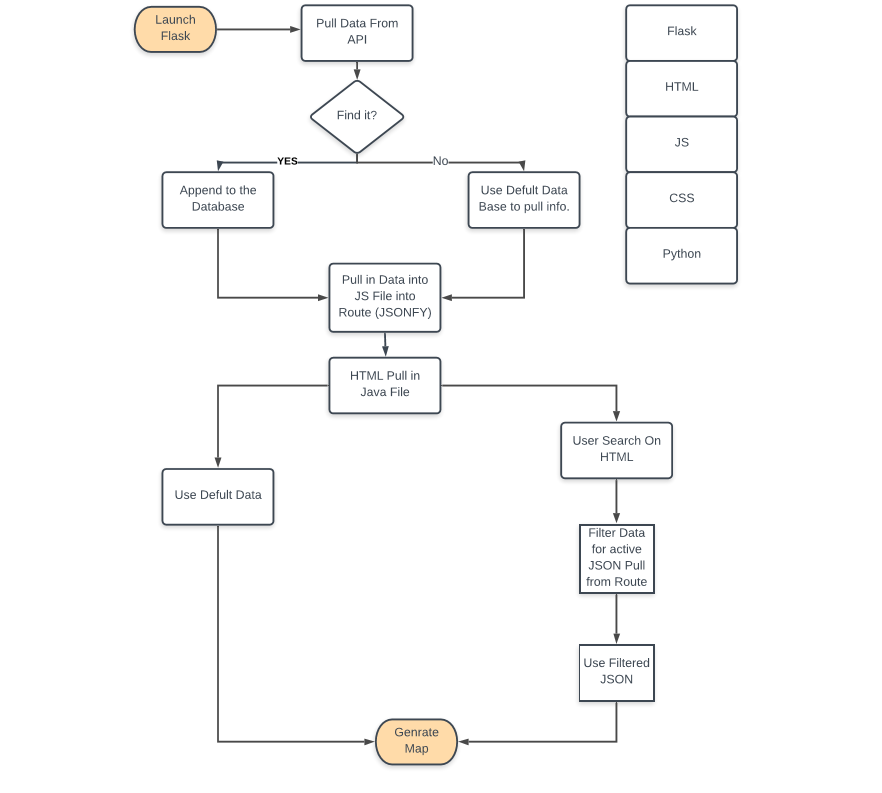 Launch
Flask
Pull Data From
API
Find it?
YES
No
Append to the
Database
Use Defult Data
Base to pull info.
Pull in Data into
JS File into
Route (JSONFY)
HTML Pull in
Java File
Use Defult Data
User Search On
HTML
Filter Data
for active
JSON Pull
from Route
Use Filtered
JSON
Genrate
Map
Flask
HTML
JS
CSS
Python